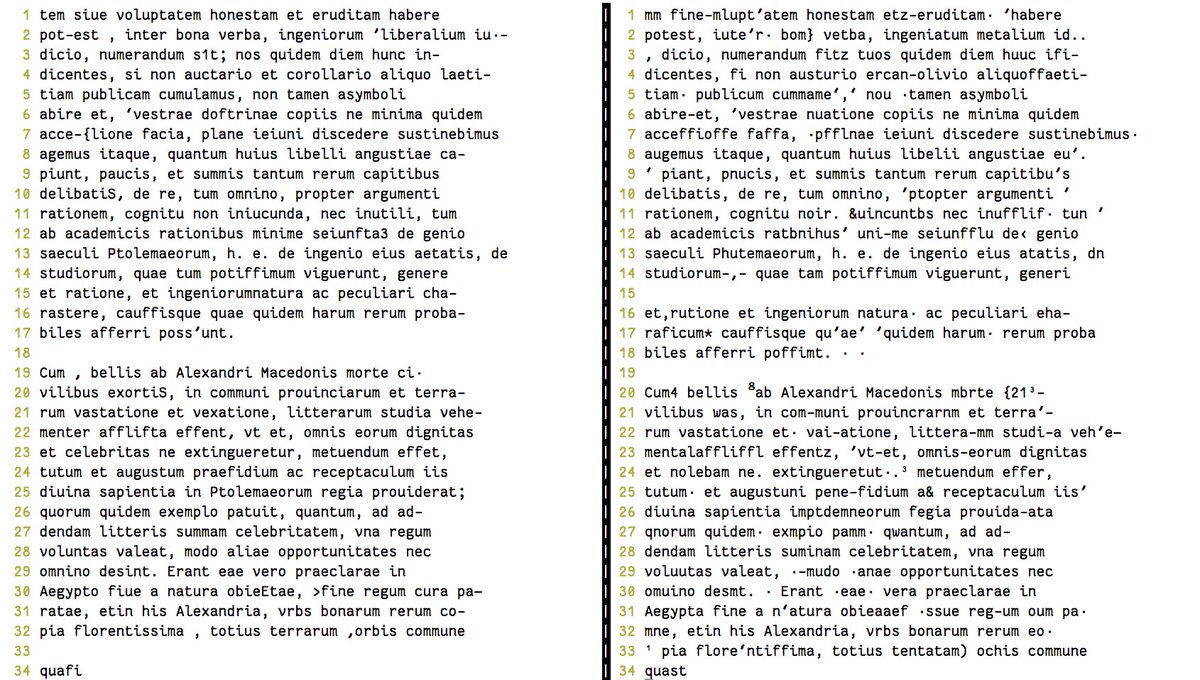 1 tem siue voluptatem honestam et eruditam habere
2 pot-est , inter bona verba, ingeniorum ’liberalium iu·-
3 dicio, numerandum s1t; nos quidem diem hunc in-
4 dicentes, si non auctario et corollario aliquo laeti-
5 tiam publicam cumulamus, non tamen asymboli
6 abire et, ’vestrae doftrinae copiis ne minima quidem
7 acce-{lione facia, plane ieiuni discedere sustinebimus
8 agemus itaque, quantum huius libelli angustiae ca-
9 piunt, paucis, et summis tantum rerum capitibus
10 delibatiS, de re, tum omnino, propter argumenti
11 rationem, cognitu non iniucunda, nec inutili, tum
12 ab academicis rationibus minime seiunfta3 de genio
13 saeculi Ptolemaeorum, h. e. de ingenio eius aetatis, de
14 studiorum, quae tum potiffimum viguerunt, genere
15 et ratione, et ingeniorumnatura ac peculiari cha-
16 rastere, cauffisque quae quidem harum rerum proba-
17 biles afferri poss’unt.
18
19 Cum , bellis ab Alexandri Macedonis morte ci·
20 vilibus exortiS, in communi prouinciarum et terra-
21 rum vastatione et vexatione, litterarum studia vehe-
22 menter afflifta effent, vt et, omnis eorum dignitas
23 et celebritas ne extingueretur, metuendum effet,
24 tutum et augustum praefidium ac receptaculum iis
25 diuina sapientia in Ptolemaeorum regia prouiderat;
26 quorum quidem exemplo patuit, quantum, ad ad-
27 dendam litteris summam celebritatem, vna regum
28 voluntas valeat, modo aliae opportunitates nec
29 omnino desint. Erant eae vero praeclarae in
30 Aegypto fiue a natura obieEtae, >fine regum cura pa-
31 ratae, etin his Alexandria, vrbs bonarum rerum co-
32 pia florentissima , totius terrarum ,orbis commune
33
34 quafi
1 mm fine-mlupt’atem honestam etz-eruditam· ’habere
2 potest, iute’r· bom} vetba, ingeniatum metalium id..
3 , dicio, numerandum fitz tuos quidem diem huuc ifi-
4 dicentes, fi non austurio ercan-olivio aliquoffaeti-
5 tiam· publicum cummame’,’ nou ·tamen asymboli
6 abire-et, ’vestrae nuatione copiis ne minima quidem
7 acceffioffe faffa, ·pfflnae ieiuni discedere sustinebimus·
8 augemus itaque, quantum huius libelii angustiae eu’.
9 ’ piant, pnucis, et summis tantum rerum capitibu’s
10 delibatis, de re, tum omnino, ’ptopter argumenti ’
11 rationem, cognitu noir. &uincuntbs nec inufflif· tun ’
12 ab academicis ratbnihus’ uni-me seiunfflu de‹ genio
13 saeculi Phutemaeorum, h. e. de ingenio eius atatis, dn
14 studiorum-,- quae tam potiffimum viguerunt, generi
15
16 et,rutione et ingeniorum natura· ac peculiari eha-
17 raficum* cauffisque qu’ae’ ’quidem harum· rerum proba
18 biles afferri poffimt. · ·
19
20 Cum4 bellis ⁸ab Alexandri Macedonis mbrte {21³-
21 vilibus was, in com-muni prouincrarnm et terra’-
22 rum vastatione et· vai-atione, littera-mm studi-a veh’e-
23 mentalaffliffl effentz, ’vt-et, omnis-eorum dignitas
24 et nolebam ne. extingueretut·.³ metuendum effer,
25 tutum· et augustuni pene-fidium a& receptaculum iis’
26 diuina sapientia imptdemneorum fegia prouida-ata
27 qnorum quidem· exmpio pamm· qwantum, ad ad-
28 dendam litteris suminam celebritatem, vna regum
29 voluutas valeat, ·-mudo ·anae opportunitates nec
30 omuino desmt. · Erant ·eae· vera praeclarae in
31 Aegypta fine a n’atura obieaaef ·ssue reg-um oum pa·
32 mne, etin his Alexandria, vrbs bonarum rerum eo·
33 ¹ pia flore’ntiffima, totius tentatam) ochis commune
34 quast